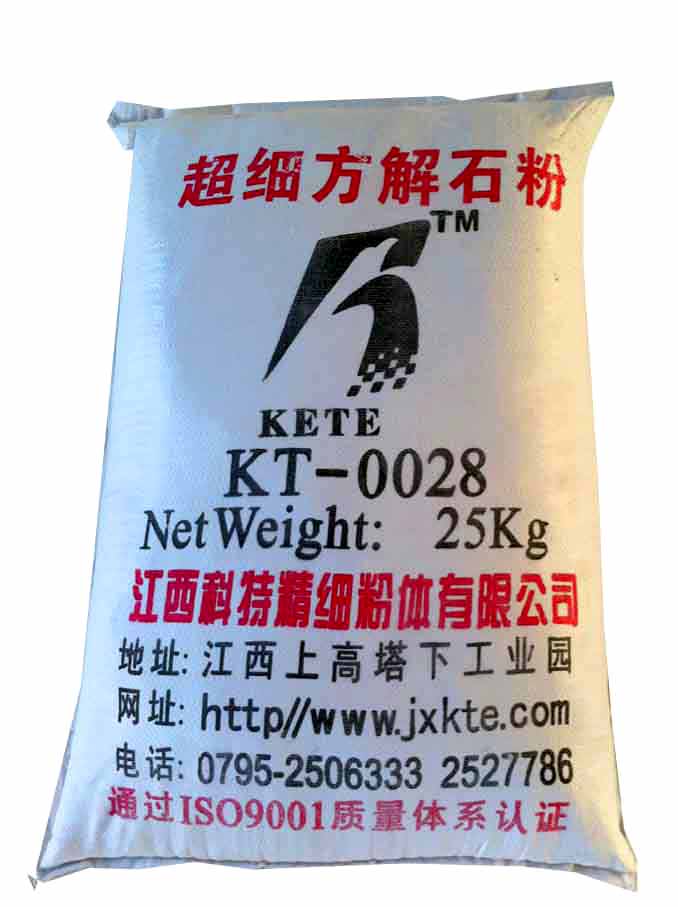 超细方解石粉
TM
KETE
KT-0028
Net Weight: 25Kg
江西科特精细粉体有限公司
地址:江西上高塔下工业园
网址:http//www.jxkte.com
电话:0795-2506333 2527786
通过ISO9001质量体系认证